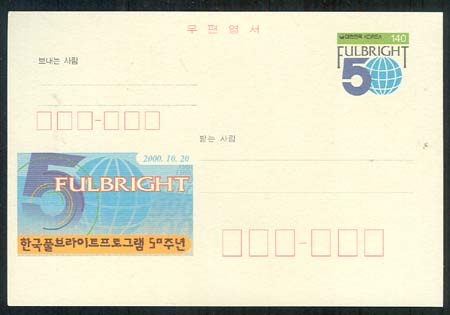 우편엽서
대한민국 KOREA 140
FULBRIGHT
50
보내는 사람
받는 사람
2000. 10. 20
50
FULBRIGHT
한국풀브라이트프로그램 50주년